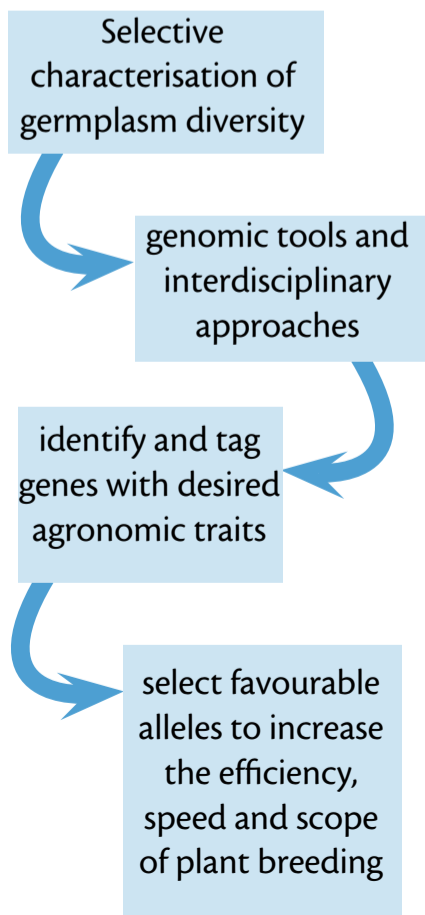 Selective
characterisation of
germplasm diversity
genomic tools and
interdisciplinary
approaches
identify and tag
genes with desired
agronomic traits
select favourable
alleles to increase
the efficiency,
speed and scope
of plant breeding